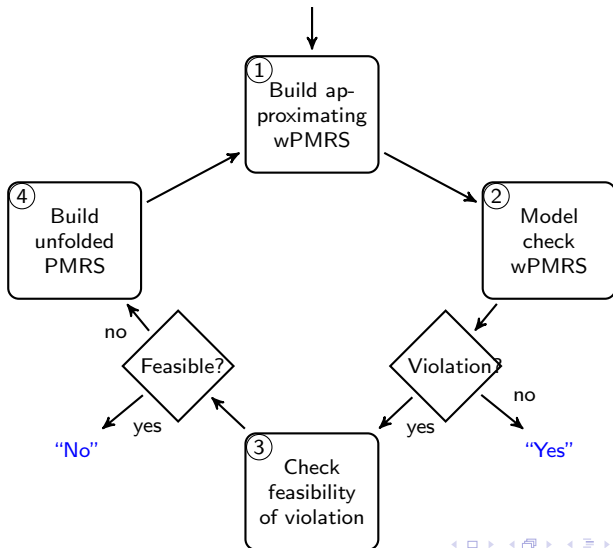 1
Build ap-
proximating
wPMRS
4
Build
unfolded
PMRS
2
Model
check
wPMRS
no
Feasible?
Violation?
no
yes
yes
“No”
“Yes”
3
Check
feasibility
of violation